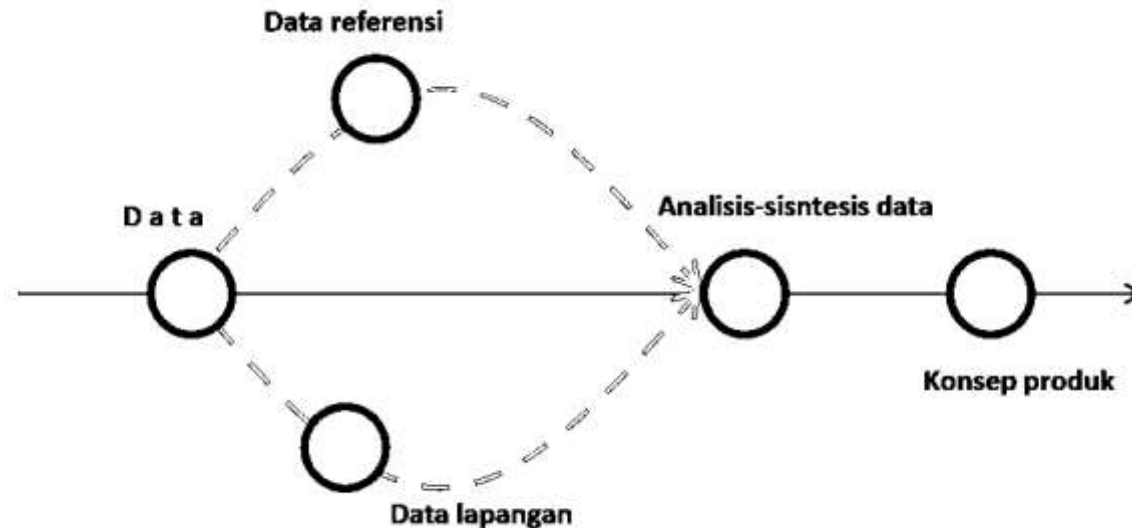 Data referensi
D a t a
Analisis-sisntesis data
Konsep produk
Data lapangan